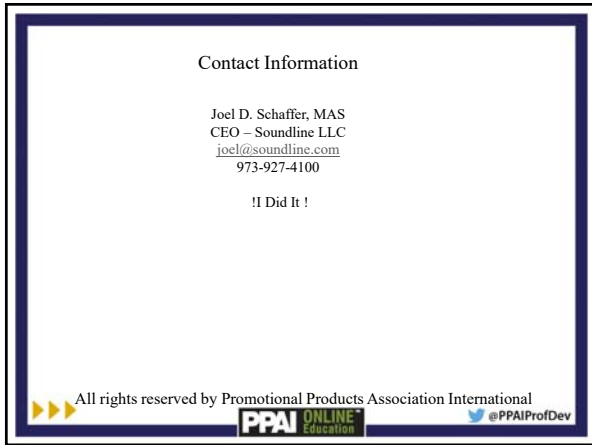 Contact Information
Joel D. Schaffer, MAS
CEO – Soundline LLC
joel@soundline.com
973-927-4100
!I Did It !
All rights reserved by Promotional Products Association International
PPAI ONLINE™
Education
@PPAIProfDev